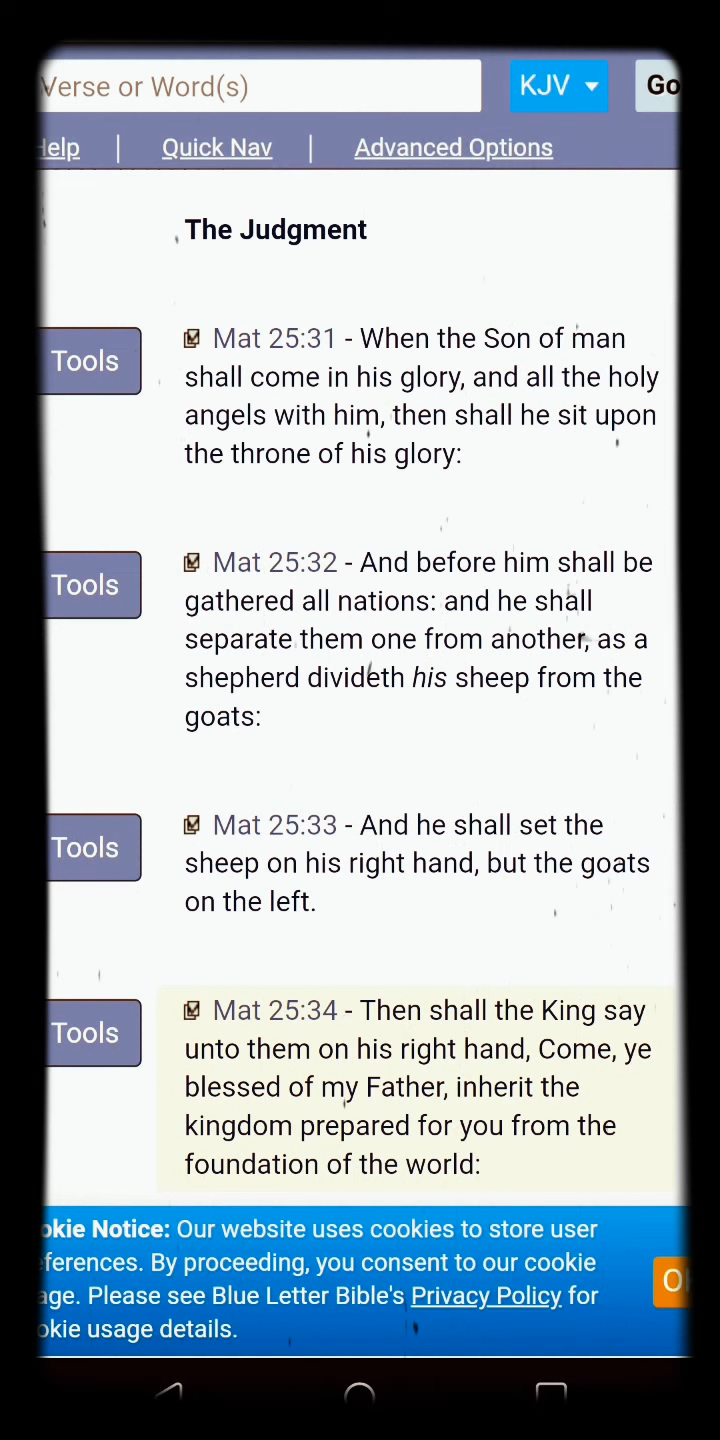 Verse or Word(s) KJV Go
Help | Quick Nav | Advanced Options
The Judgment
Tools
Mat 25:31 - When the Son of man
shall come in his glory, and all the holy
angels with him, then shall he sit upon
the throne of his glory:
Tools
Mat 25:32 - And before him shall be
gathered all nations: and he shall
separate them one from another, as a
shepherd divideth his sheep from the
goats:
Tools
Mat 25:33 - And he shall set the
sheep on his right hand, but the goats
on the left.
Tools
Mat 25:34 - Then shall the King say
unto them on his right hand, Come, ye
blessed of my Father, inherit the
kingdom prepared for you from the
foundation of the world:
okie Notice: Our website uses cookies to store user
eferences. By proceeding, you consent to our cookie
age. Please see Blue Letter Bible's Privacy Policy for
okie usage details.
OK